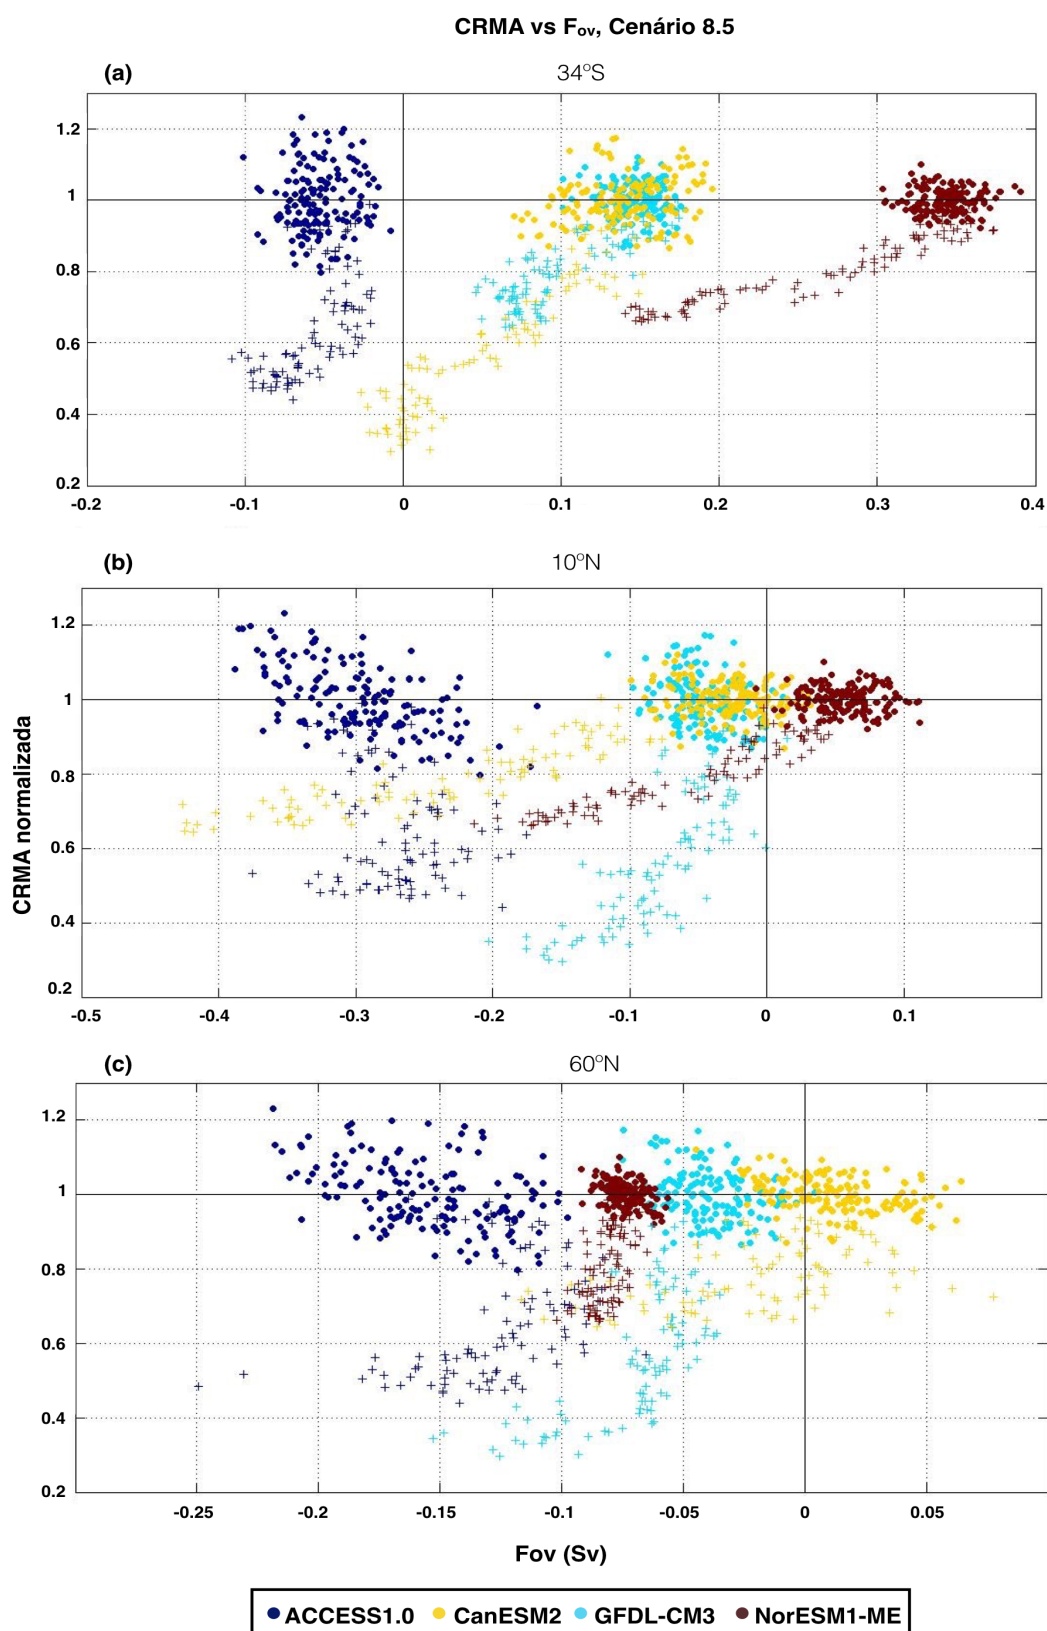 CRMA vs Fov, Cenário 8.5
(a)
34°S
1.2
1
0.8
0.6
0.4
0.2
-0.2 -0.1 0 0.1 0.2 0.3 0.4
(b)
10°N
1.2
1
0.8
0.6
0.4
0.2
-0.5 -0.4 -0.3 -0.2 -0.1 0 0.1
CRMA normalizada
(c)
60°N
1.2
1
0.8
0.6
0.4
0.2
-0.25 -0.2 -0.15 -0.1 -0.05 0 0.05
Fov (Sv)
ACCESS1.0 CanESM2 GFDL-CM3 NorESM1-ME